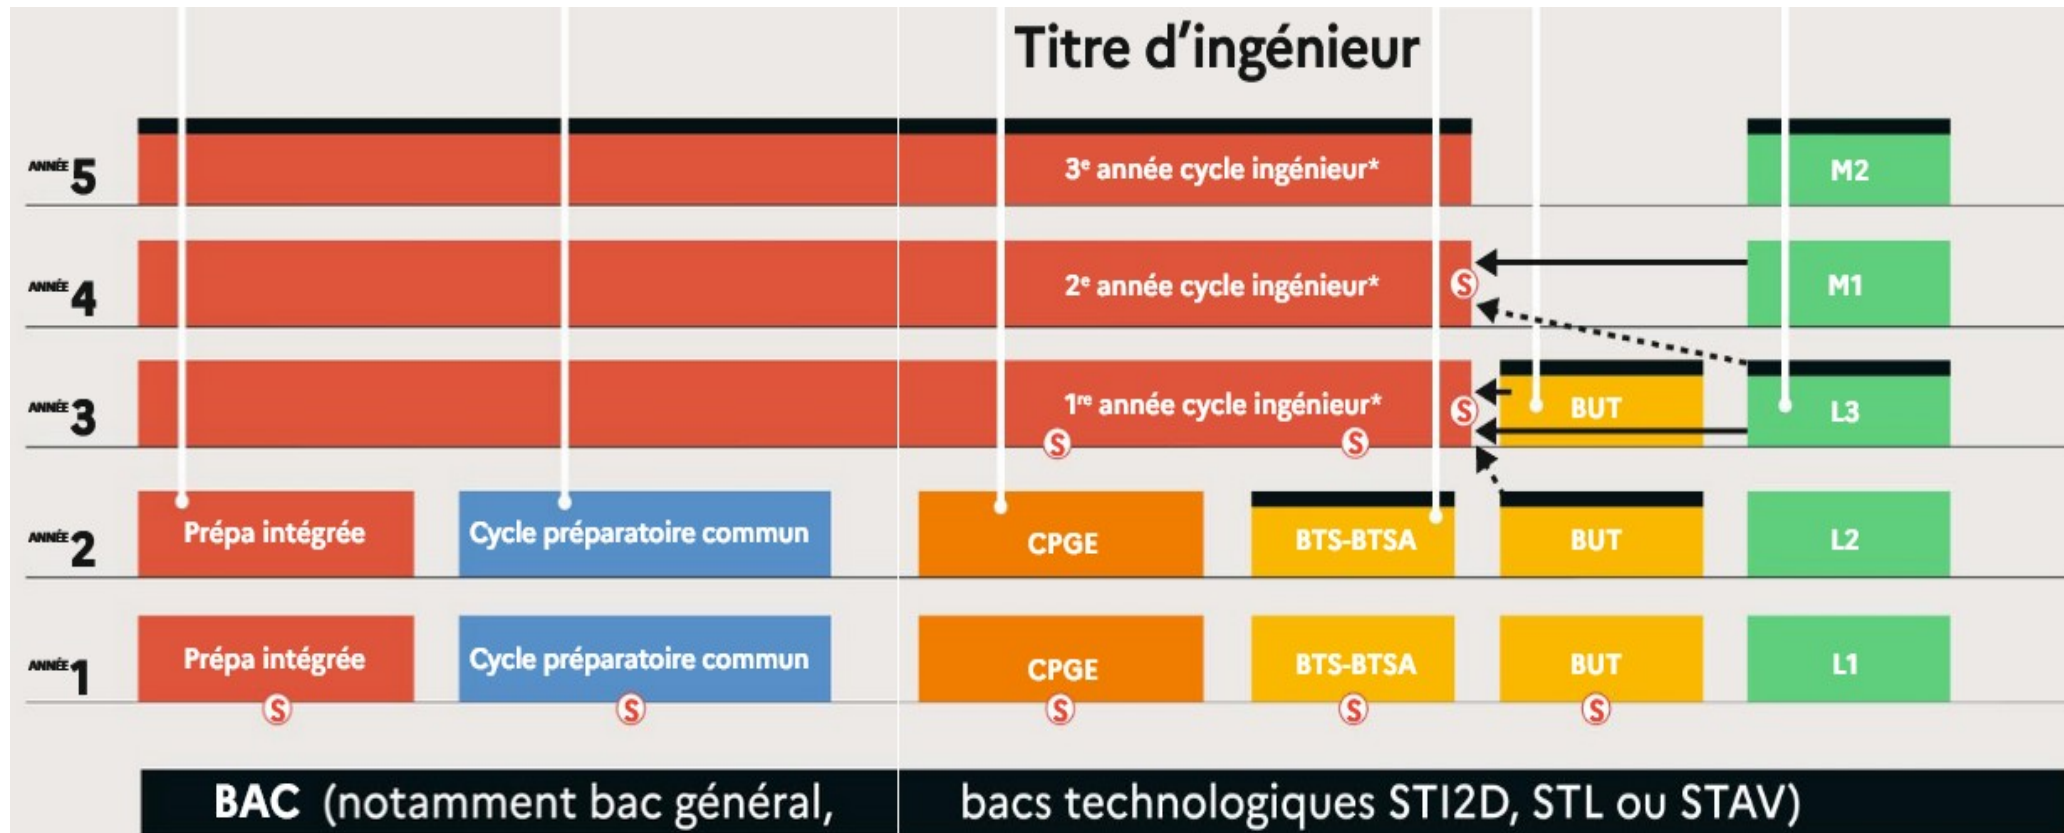 Titre d'ingénieur
ANNÉE 5
3e année cycle ingénieur*
M2
ANNÉE 4
2e année cycle ingénieur*
S
M1
ANNÉE 3
1re année cycle ingénieur*
S
BUT
L3
S
S
ANNÉE 2
Prépa intégrée
Cycle préparatoire commun
CPGE
BTS-BTSA
BUT
L2
ANNÉE 1
Prépa intégrée
Cycle préparatoire commun
CPGE
BTS-BTSA
BUT
L1
S
S
S
S
S
BAC (notamment bac général, bacs technologiques STI2D, STL ou STAV)